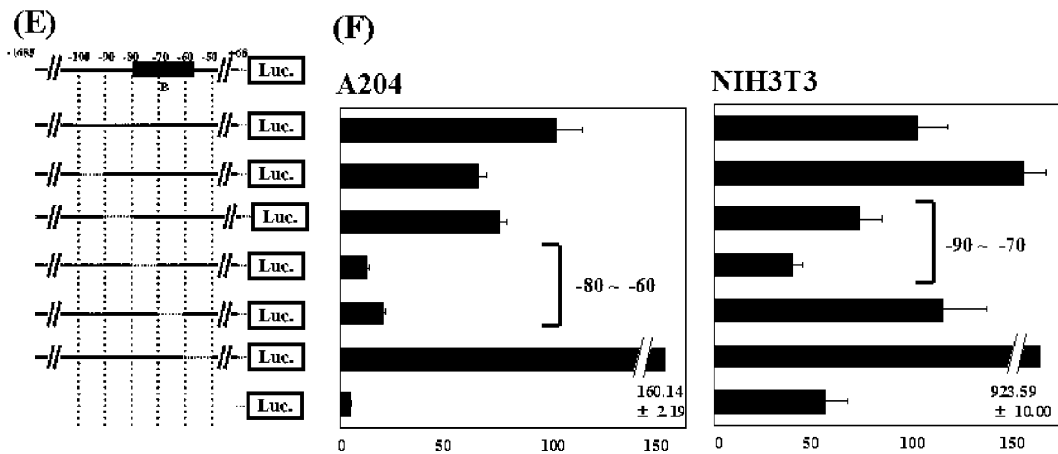 (E)
-1685 -100 -90 -80 -70 -60 -50 +68
B
Luc.
Luc.
Luc.
Luc.
Luc.
Luc.
Luc.
Luc.
(F)
A204
-80 ~ -60
160.14
± 2.19
0 50 100 150
NIH3T3
-90 ~ -70
923.59
± 10.00
0 50 100 150